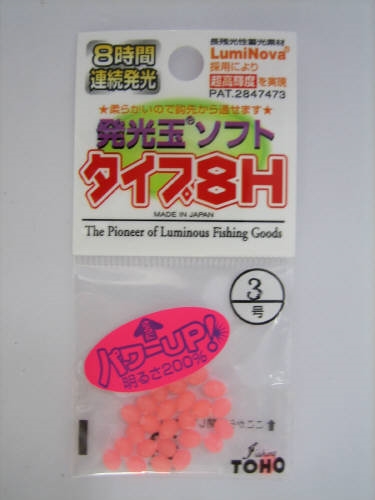 8時間
連続発光
長残光性蓄光素材
LumiNova®
採用により
超高輝度を実現
PAT.2847473
★柔らかいので鈎先から通せます★
発光玉®ソフト
タイプ8H
MADE IN JAPAN
The Pioneer of Luminous Fishing Goods
3
号
パワーUP!
明るさ200%
Fishing
TOHO